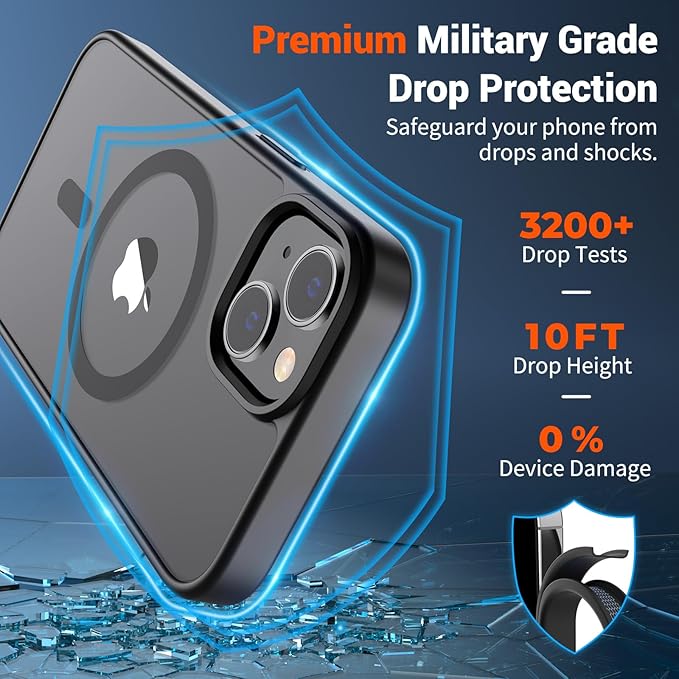 Premium Military Grade
Drop Protection
Safeguard your phone from
drops and shocks.
3200+
Drop Tests
10FT
Drop Height
0 %
Device Damage